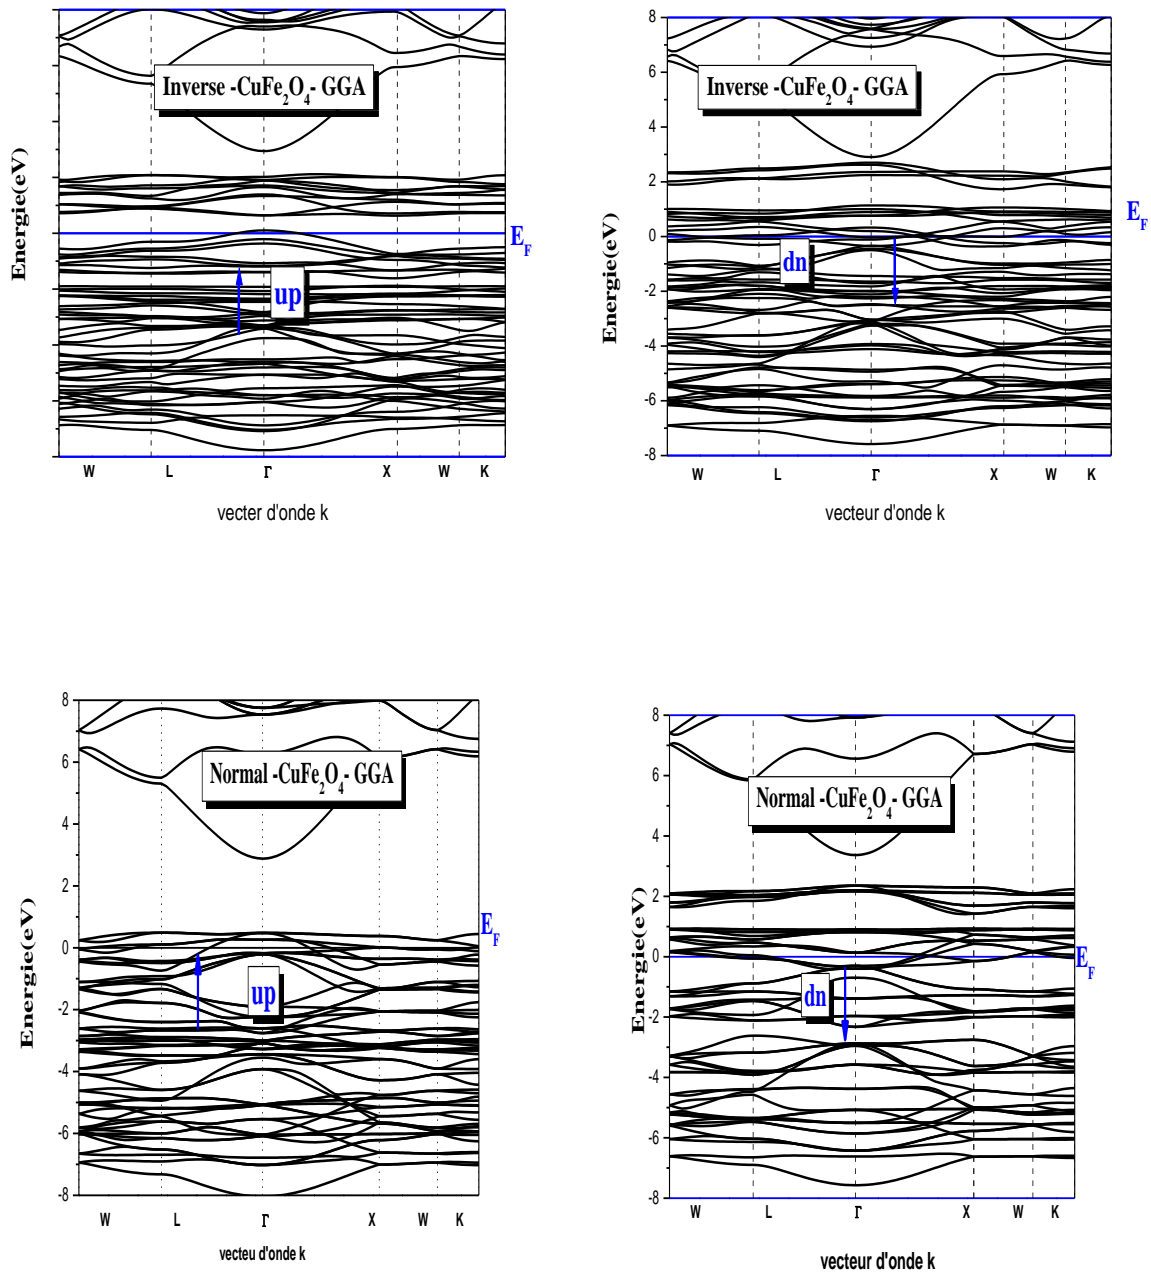 Inverse -CuFe2O4- GGA
Energie(eV)
EF
up
W L Γ X W K
vecter d'onde k
8
6
4
2
0
-2
-4
-6
-8
Inverse -CuFe2O4- GGA
Energie(eV)
EF
dn
W L Γ X W K
vecteur d'onde k
8
6
4
2
0
-2
-4
-6
-8
Normal -CuFe2O4- GGA
Energie(eV)
EF
up
W L Γ X W K
vecteu d'onde k
8
6
4
2
0
-2
-4
-6
-8
Normal -CuFe2O4- GGA
Energie(eV)
EF
dn
W L Γ X W K
vecteur d'onde k